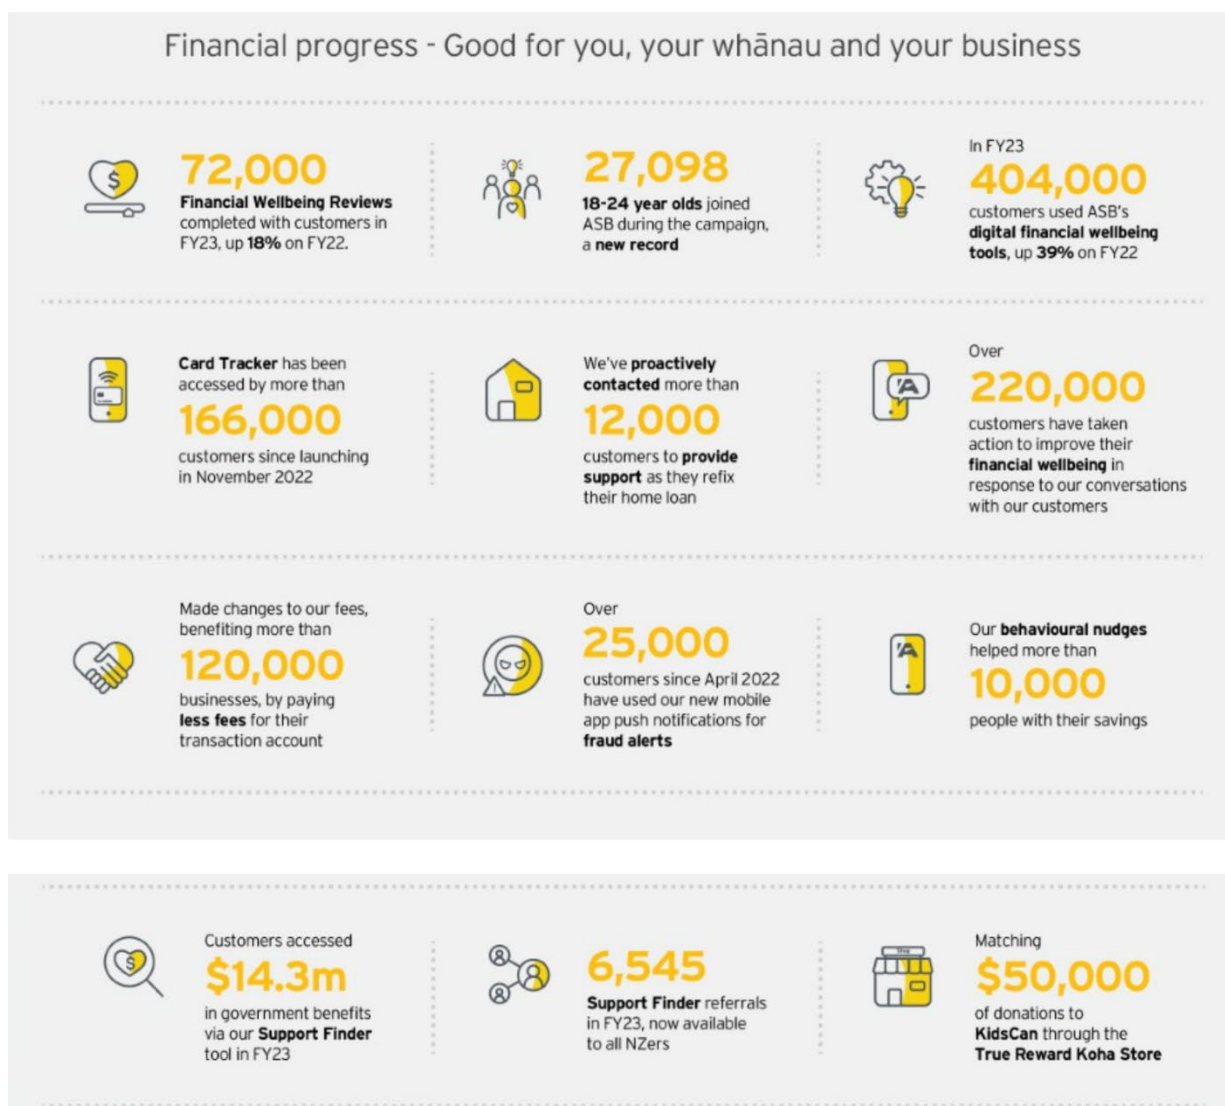 Financial progress - Good for you, your whānau and your business
72,000
Financial Wellbeing Reviews
completed with customers in
FY23, up 18% on FY22.
27,098
18-24 year olds joined
ASB during the campaign,
a new record
In FY23
404,000
customers used ASB's
digital financial wellbeing
tools, up 39% on FY22
Card Tracker has been
accessed by more than
166,000
customers since launching
in November 2022
We've proactively
contacted more than
12,000
customers to provide
support as they refix
their home loan
Over
220,000
customers have taken
action to improve their
financial wellbeing in
response to our conversations
with our customers
Made changes to our fees,
benefiting more than
120,000
businesses, by paying
less fees for their
transaction account
Over
25,000
customers since April 2022
have used our new mobile
app push notifications for
fraud alerts
Our behavioural nudges
helped more than
10,000
people with their savings
Customers accessed
$14.3m
in government benefits
via our Support Finder
tool in FY23
6,545
Support Finder referrals
in FY23, now available
to all NZers
Matching
$50,000
of donations to
KidsCan through the
True Reward Koha Store